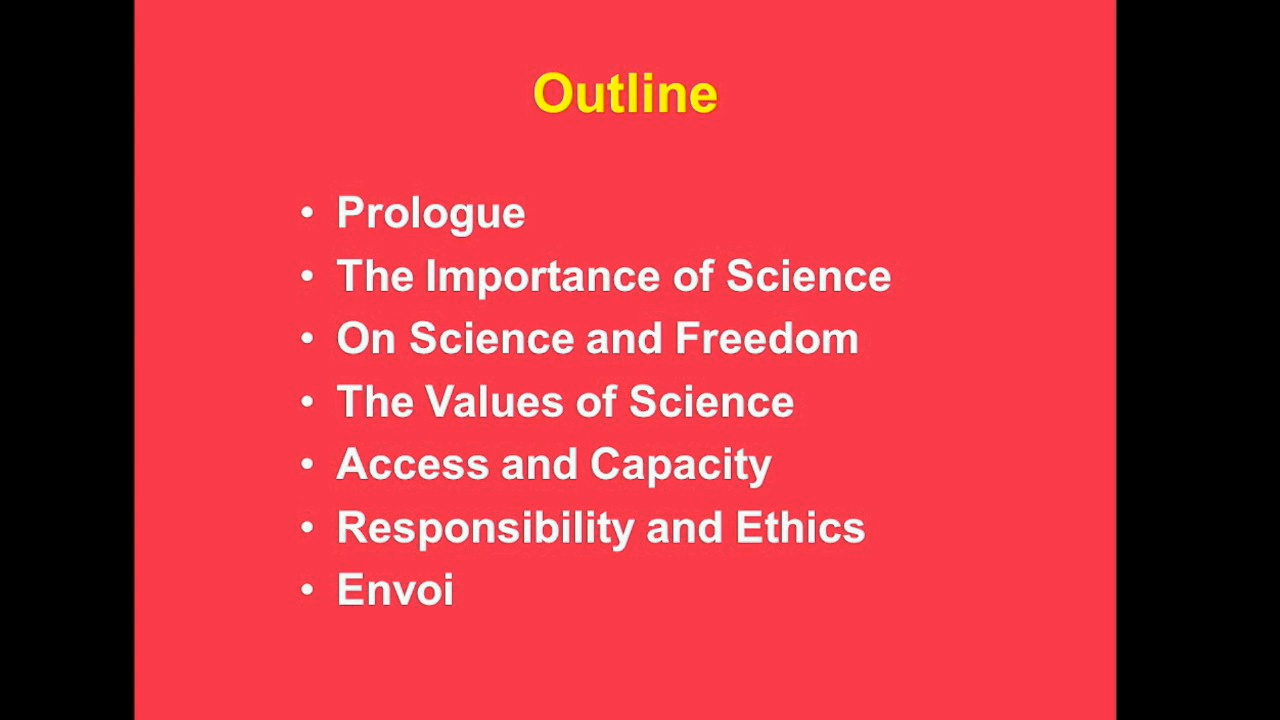 Outline
• Prologue
• The Importance of Science
• On Science and Freedom
• The Values of Science
• Access and Capacity
• Responsibility and Ethics
• Envoi